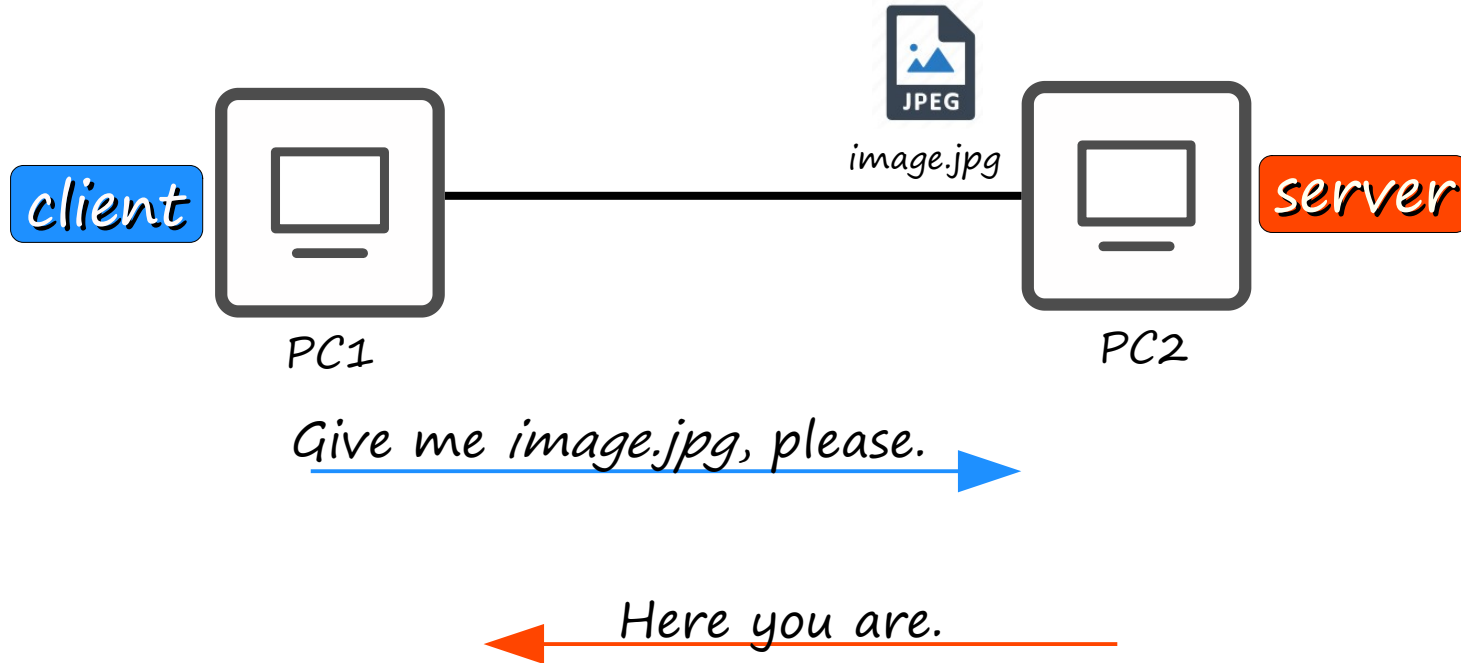 JPEG
image.jpg
client
server
PC1
PC2
Give me image.jpg, please.
Here you are.